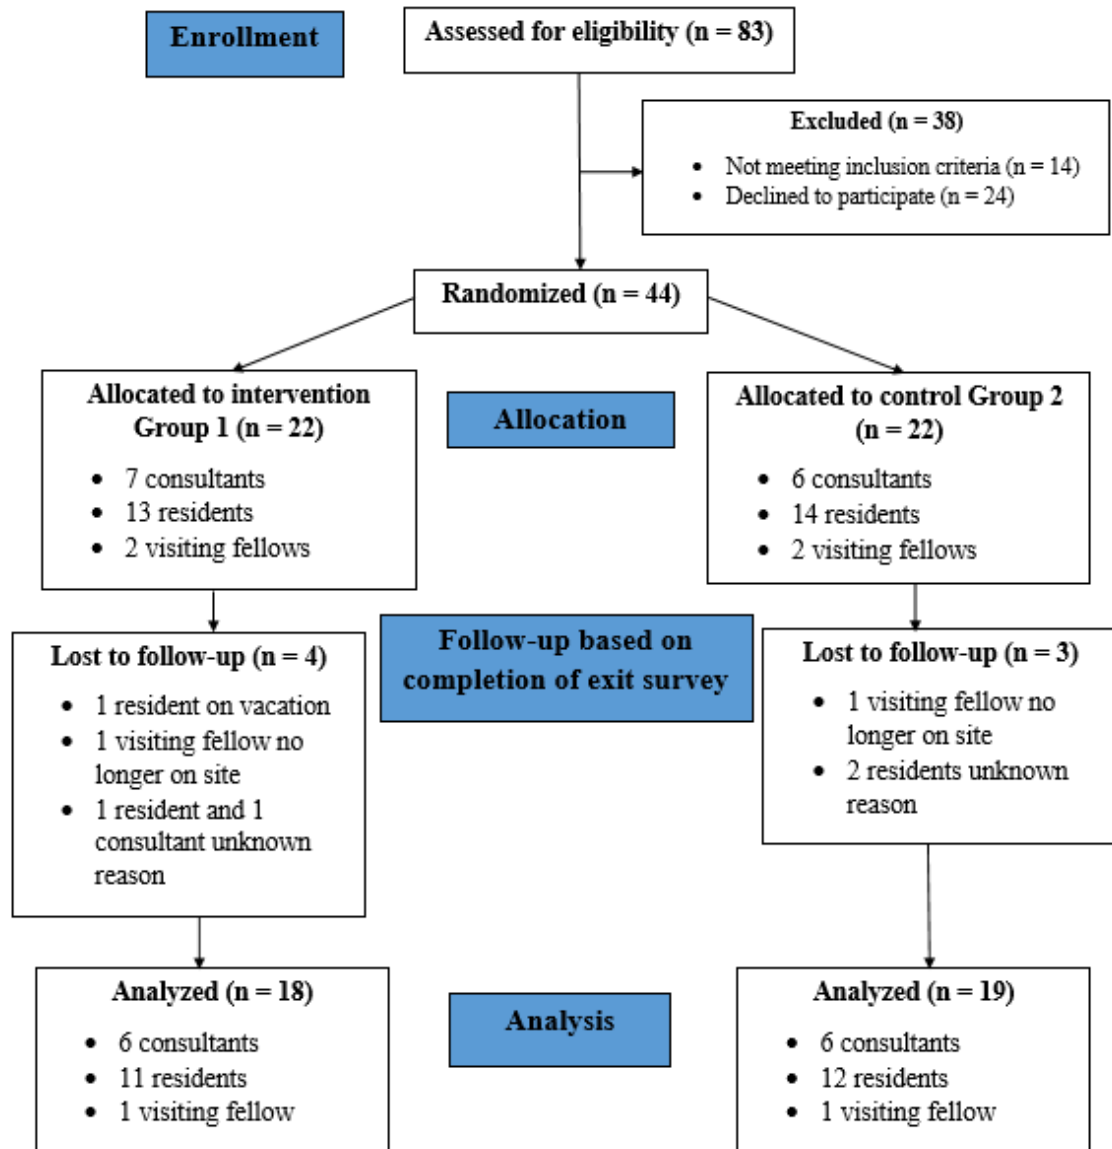 Enrollment
Assessed for eligibility (n = 83)
Excluded (n = 38)
• Not meeting inclusion criteria (n = 14)
• Declined to participate (n = 24)
Randomized (n = 44)
Allocated to intervention
Group 1 (n = 22)
• 7 consultants
• 13 residents
• 2 visiting fellows
Allocation
Allocated to control Group 2
(n = 22)
• 6 consultants
• 14 residents
• 2 visiting fellows
Lost to follow-up (n = 4)
• 1 resident on vacation
• 1 visiting fellow no
longer on site
• 1 resident and 1
consultant unknown
reason
Follow-up based on
completion of exit survey
Lost to follow-up (n = 3)
• 1 visiting fellow no
longer on site
• 2 residents unknown
reason
Analyzed (n = 18)
• 6 consultants
• 11 residents
• 1 visiting fellow
Analysis
Analyzed (n = 19)
• 6 consultants
• 12 residents
• 1 visiting fellow